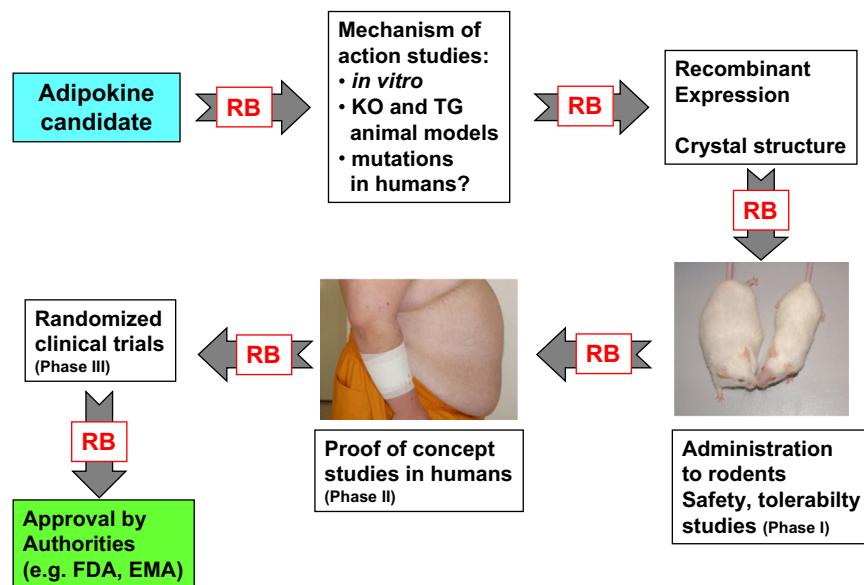 Adipokine
candidate
RB
Mechanism of
action studies:
• in vitro
• KO and TG
animal models
• mutations
in humans?
RB
Recombinant
Expression
Crystal structure
RB
Administration
to rodents
Safety, tolerabilty
studies (Phase I)
RB
Proof of concept
studies in humans
(Phase II)
RB
Randomized
clinical trials
(Phase III)
RB
Approval by
Authorities
(e.g. FDA, EMA)